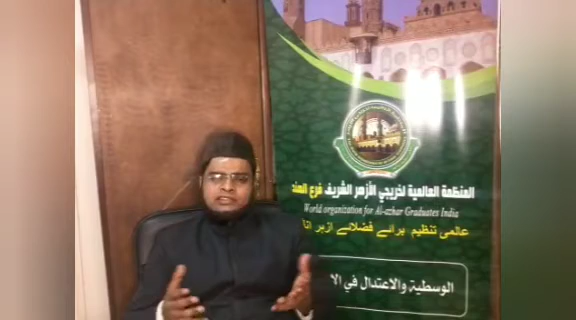 المنظمة العالمية لخريجي الأزهر الشريف فرع الهند
World organization for Al-azhar Graduates India
عالمی تنظیم برائے فضلائے ازہر
الوسطية والاعتدال في